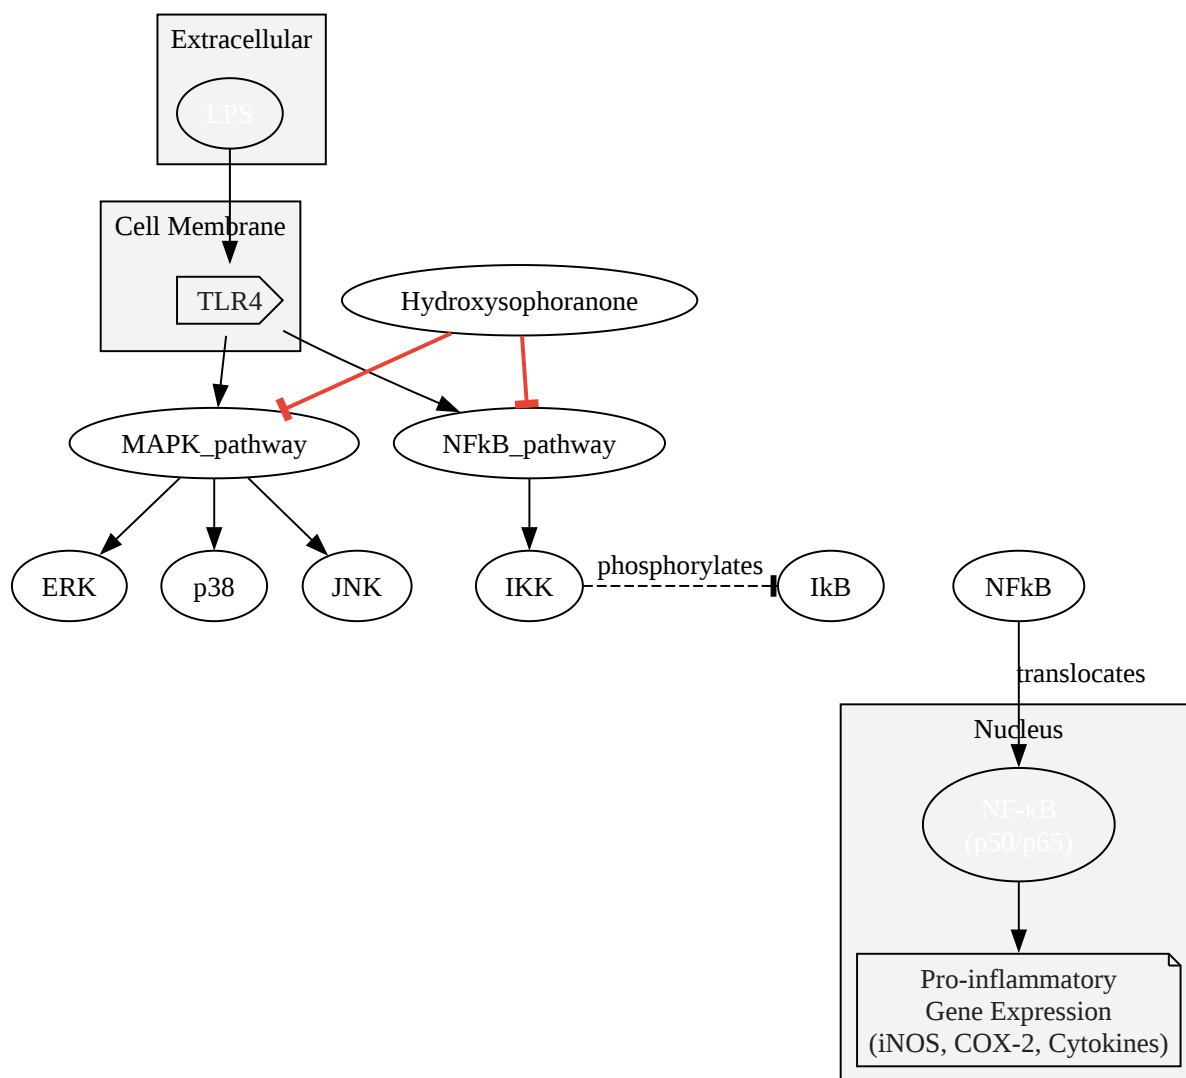 Extracellular
LPS
Cell Membrane
TLR4
Hydroxysophoranone
MAPK_pathway
NFkB_pathway
ERK
p38
JNK
IKK
phosphorylates
IkB
NFkB
translocates
Nucleus
NF-κB
(p50/p65)
Pro-inflammatory
Gene Expression
(iNOS, COX-2, Cytokines)